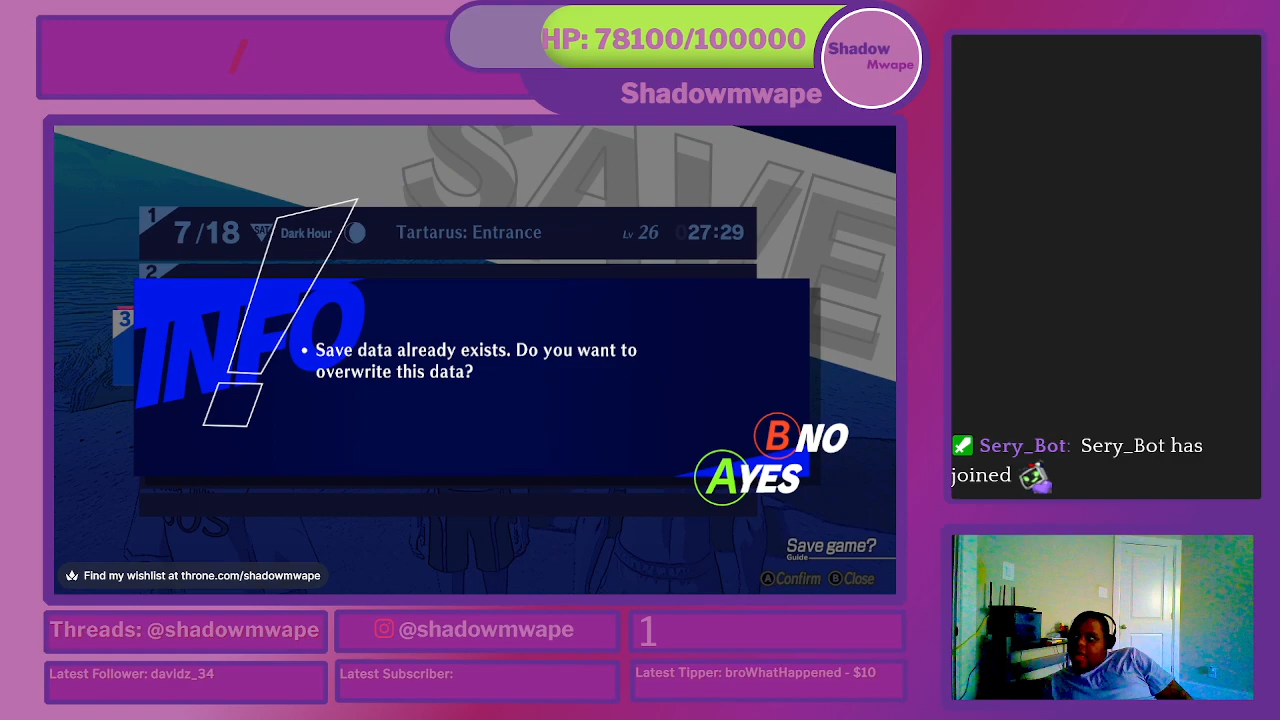 /
HP: 78100/100000
Shadow
Mwape
Shadowmwape
SAVE
1
7/18 SAT Dark Hour Tartarus: Entrance Lv 26 027:29
2
3
INFO
! • Save data already exists. Do you want to
overwrite this data?
B NO
A YES
Save game?
Guide
A Confirm B Close
Find my wishlist at throne.com/shadowmwape
Sery_Bot: Sery_Bot has
joined
Threads: @shadowmwape
@shadowmwape
1
Latest Follower: davidz_34
Latest Subscriber:
Latest Tipper: broWhatHappened - $10